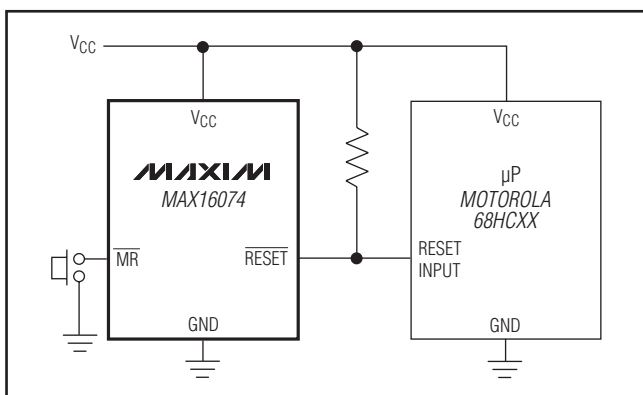 VCC
VCC
MAXIM
MAX16074
MR
RESET
GND
VCC
µP
MOTOROLA
68HCXX
RESET
INPUT
GND